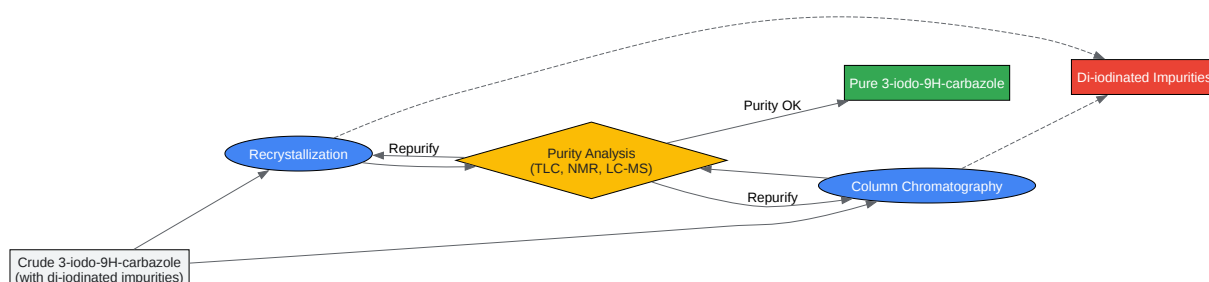 Di-iodinated Impurities
Pure 3-iodo-9H-carbazole
Purity OK
Repurify
Recrystallization
Purity Analysis
(TLC, NMR, LC-MS)
Column Chromatography
Repurify
Crude 3-iodo-9H-carbazole
(with di-iodinated impurities)